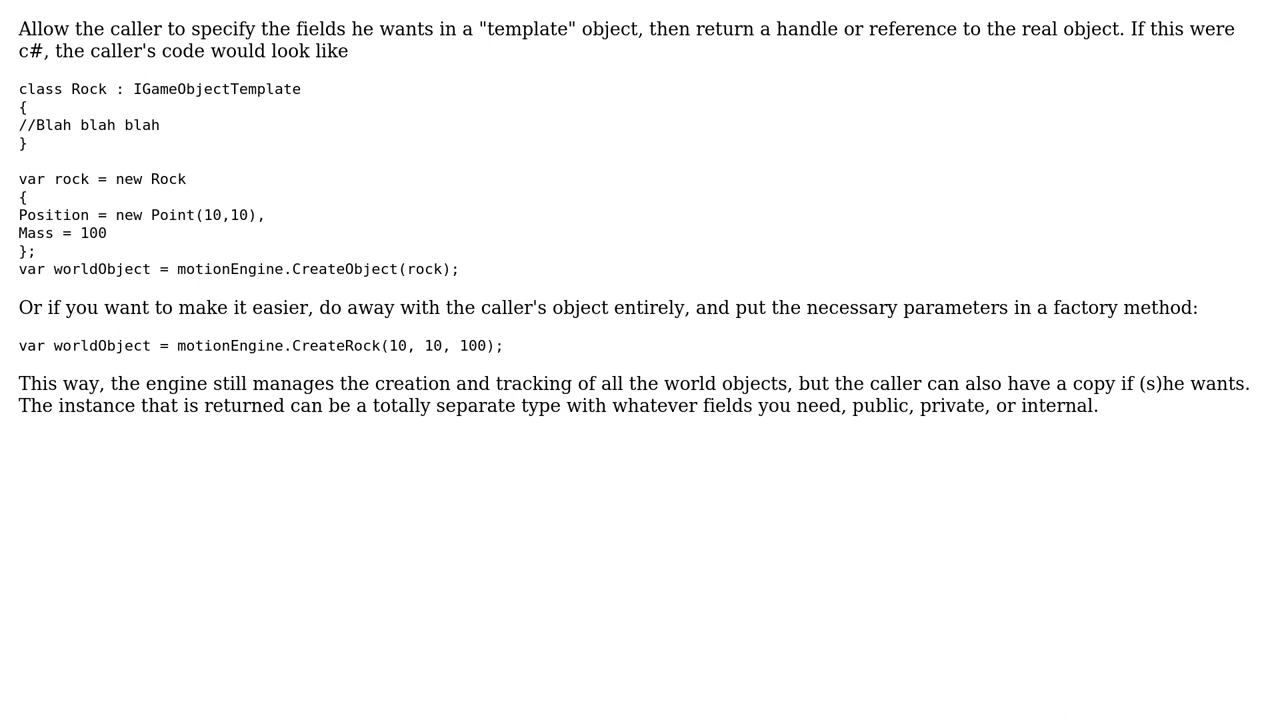 Allow the caller to specify the fields he wants in a "template" object, then return a handle or reference to the real object. If this were
c#, the caller's code would look like
class Rock : IGameObjectTemplate
{
//Blah blah blah
}
var rock = new Rock
{
Position = new Point(10,10),
Mass = 100
};
var worldObject = motionEngine.CreateObject(rock);
Or if you want to make it easier, do away with the caller's object entirely, and put the necessary parameters in a factory method:
var worldObject = motionEngine.CreateRock(10, 10, 100);
This way, the engine still manages the creation and tracking of all the world objects, but the caller can also have a copy if (s)he wants.
The instance that is returned can be a totally separate type with whatever fields you need, public, private, or internal.